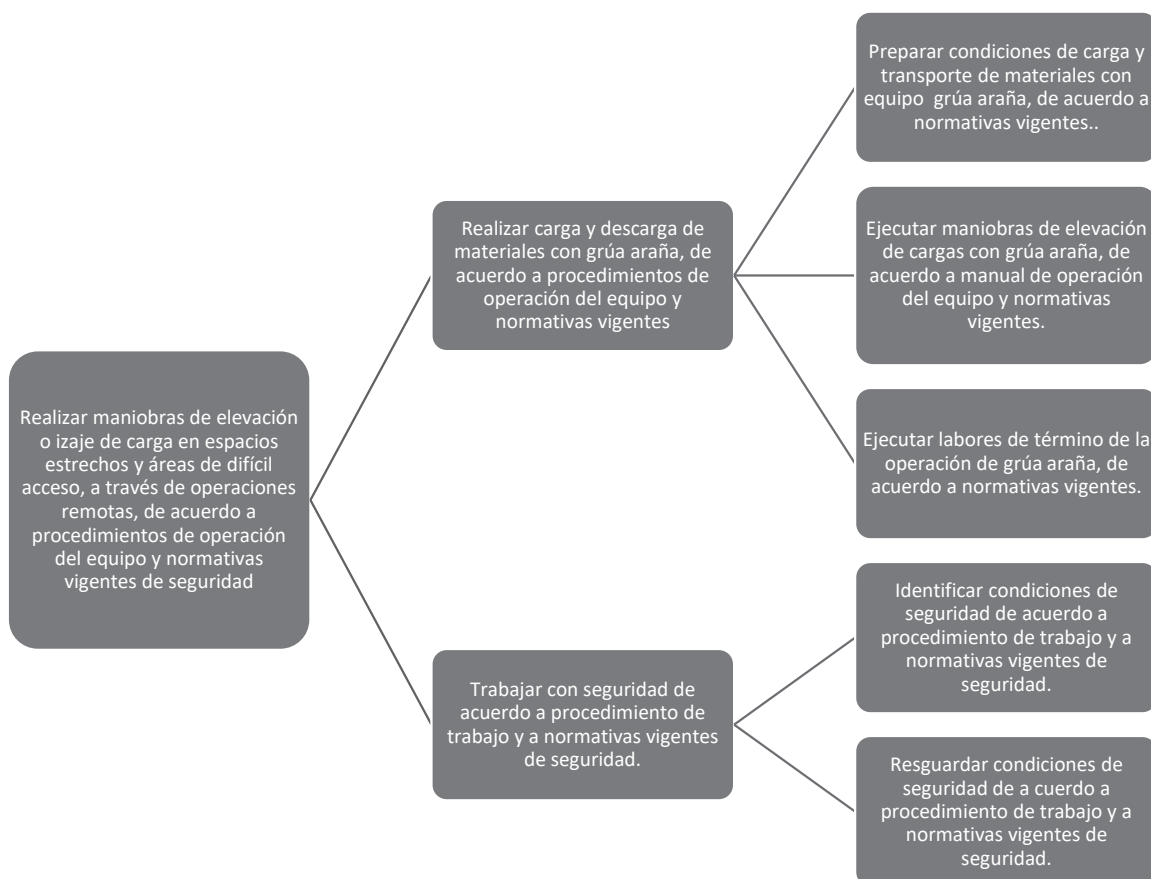 Realizar maniobras de elevación
o izaje de carga en espacios
estrechos y áreas de difícil
acceso, a través de operaciones
remotas, de acuerdo a
procedimientos de operación
del equipo y normativas
vigentes de seguridad
Realizar carga y descarga de
materiales con grúa araña, de
acuerdo a procedimientos de
operación del equipo y
normativas vigentes
Preparar condiciones de carga y
transporte de materiales con
equipo grúa araña, de acuerdo a
normativas vigentes..
Ejecutar maniobras de elevación
de cargas con grúa araña, de
acuerdo a manual de operación
del equipo y normativas
vigentes.
Ejecutar labores de término de la
operación de grúa araña, de
acuerdo a normativas vigentes.
Trabajar con seguridad de
acuerdo a procedimiento de
trabajo y a normativas vigentes
de seguridad.
Identificar condiciones de
seguridad de acuerdo a
procedimiento de trabajo y a
normativas vigentes de
seguridad.
Resguardar condiciones de
seguridad de a cuerdo a
procedimiento de trabajo y a
normativas vigentes de
seguridad.